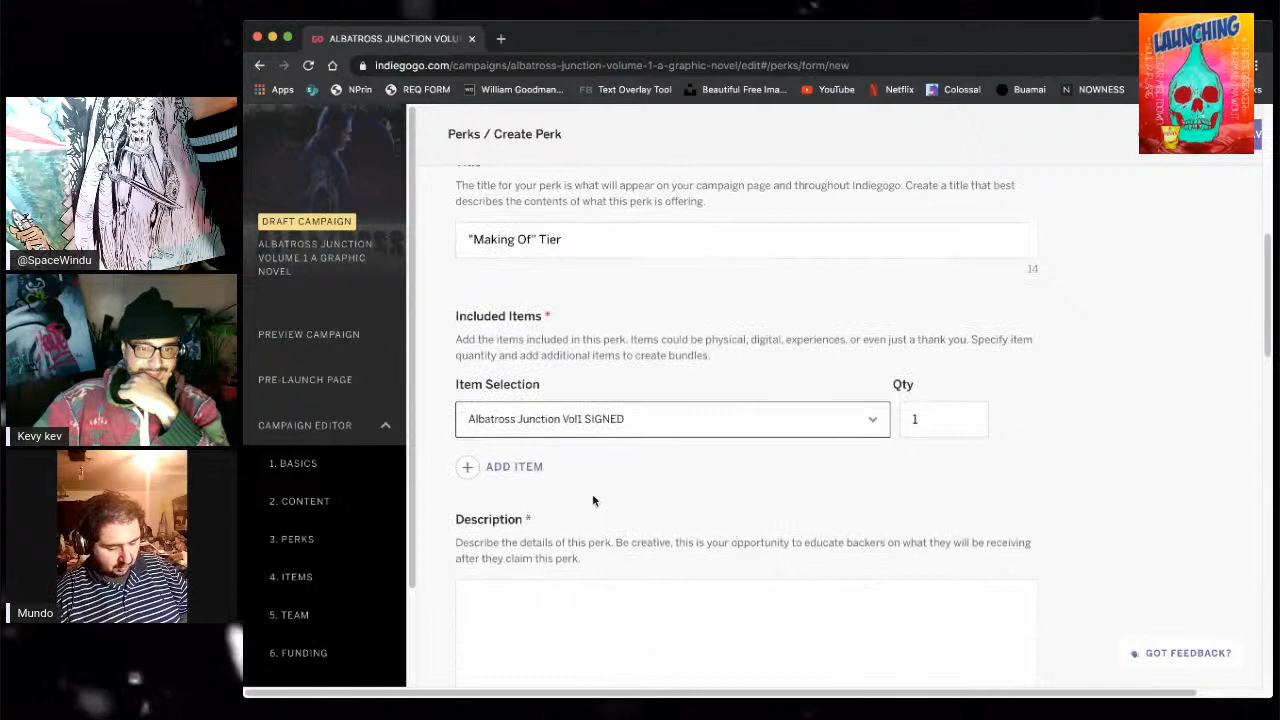 ALBATROSS JUNCTION VOLU
indiegogo.com/campaigns/albatross-junction-volume-1-a-graphic-novel/edit#/perks/form/new
Apps NPrin REQ FORM William Goodman... FB Text Overlay Tool Beautiful Free Ima... YouTube Netflix Colossal Buamai N NOWNESS
LAUNCHING
Perks / Create Perk
The title for your perk is what will appear on your campaign page and throughout Indiegogo. Create a title that best
describes the contents of what this perk is offering.
"Making Of" Tier
14
Included Items *
Add the items included in this perk. Items could be physical, digital, experiences, or even just a thank you. Specify item
quantity and add additional items to create bundles.
Item Selection Qty
Albatross Junction Vol1 SIGNED 1
+ ADD ITEM
Description *
Describe the details of this perk. Be creative, this is your opportunity to educate backers on what they will be receiving
after they claim this perk.
GOT FEEDBACK?
DRAFT CAMPAIGN
ALBATROSS JUNCTION
VOLUME.1 A GRAPHIC
NOVEL
PREVIEW CAMPAIGN
PRE-LAUNCH PAGE
CAMPAIGN EDITOR
1. BASICS
2. CONTENT
3. PERKS
4. ITEMS
5. TEAM
6. FUNDING
@SpaceWindu
Kevy kev
Mundo